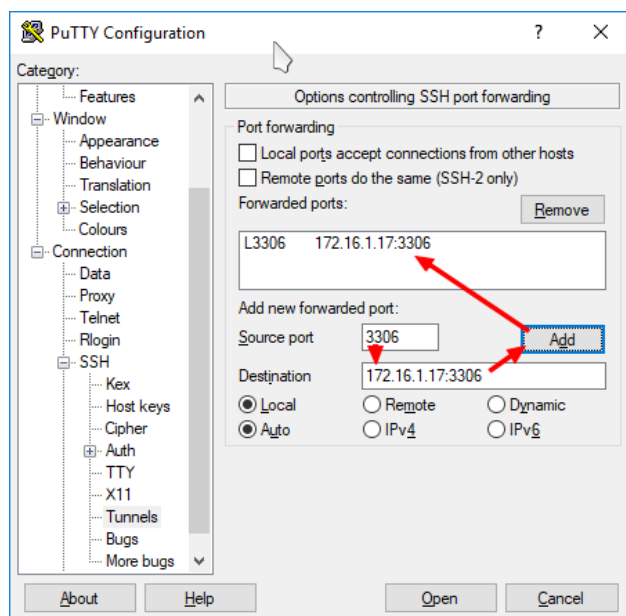 PuTTY Configuration ? ×
Category:
Features
Window
Appearance
Behaviour
Translation
Selection
Colours
Connection
Data
Proxy
Telnet
Rlogin
SSH
Kex
Host keys
Cipher
Auth
TTY
X11
Tunnels
Bugs
More bugs
Options controlling SSH port forwarding
Port forwarding
Local ports accept connections from other hosts
Remote ports do the same (SSH-2 only)
Forwarded ports:
Remove
L3306 172.16.1.17:3306
Add new forwarded port:
Source port 3306 Add
Destination 172.16.1.17:3306
Local Remote Dynamic
Auto IPv4 IPv6
About Help Open Cancel